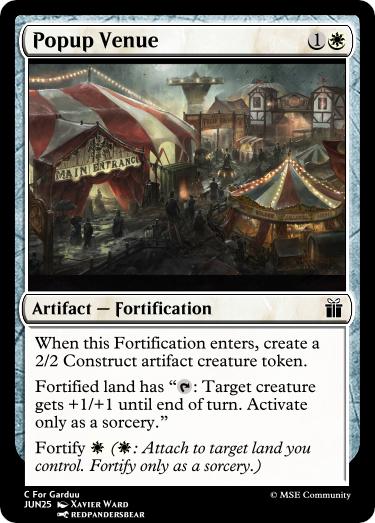 Popup Venue 1
MAIN ENTRANCE
Artifact — Fortification
When this Fortification enters, create a
2/2 Construct artifact creature token.
Fortified land has “: Target creature
gets +1/+1 until end of turn. Activate
only as a sorcery.”
Fortify (: Attach to target land you
control. Fortify only as a sorcery.)
C For Garduu
JUN25 Xavier Ward © MSE Community
redpandersbear